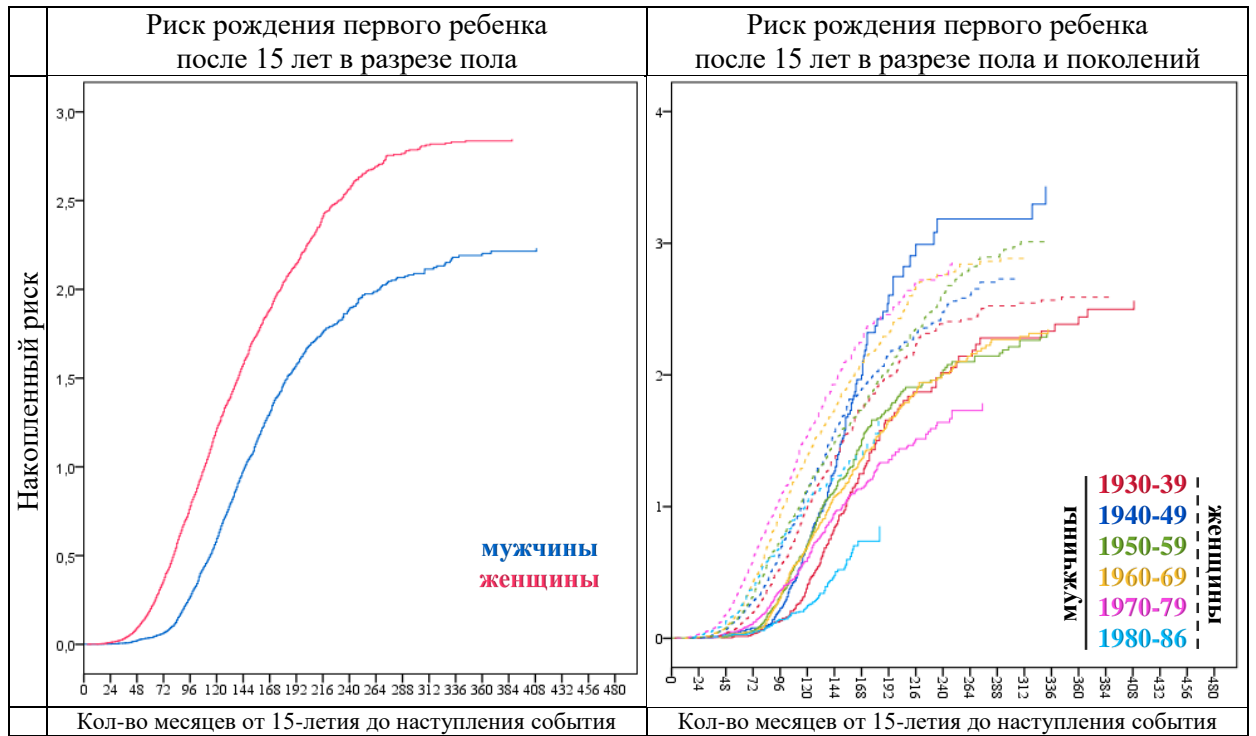 Риск рождения первого ребенка
после 15 лет в разрезе пола
Риск рождения первого ребенка
после 15 лет в разрезе пола и поколений
Накопленный риск
3,0
2,5
2,0
1,5
1,0
0,5
0,0
0 24 48 72 96 120 144 168 192 216 240 264 288 312 336 360 384 408 432 456 480
мужчины
женщины
4
3
2
1
0
0 24 48 72 96 120 144 168 192 216 240 264 288 312 336 360 384 408 432 456 480
мужчины
1930-39
1940-49
1950-59
1960-69
1970-79
1980-86
женщины
Кол-во месяцев от 15-летия до наступления события
Кол-во месяцев от 15-летия до наступления события